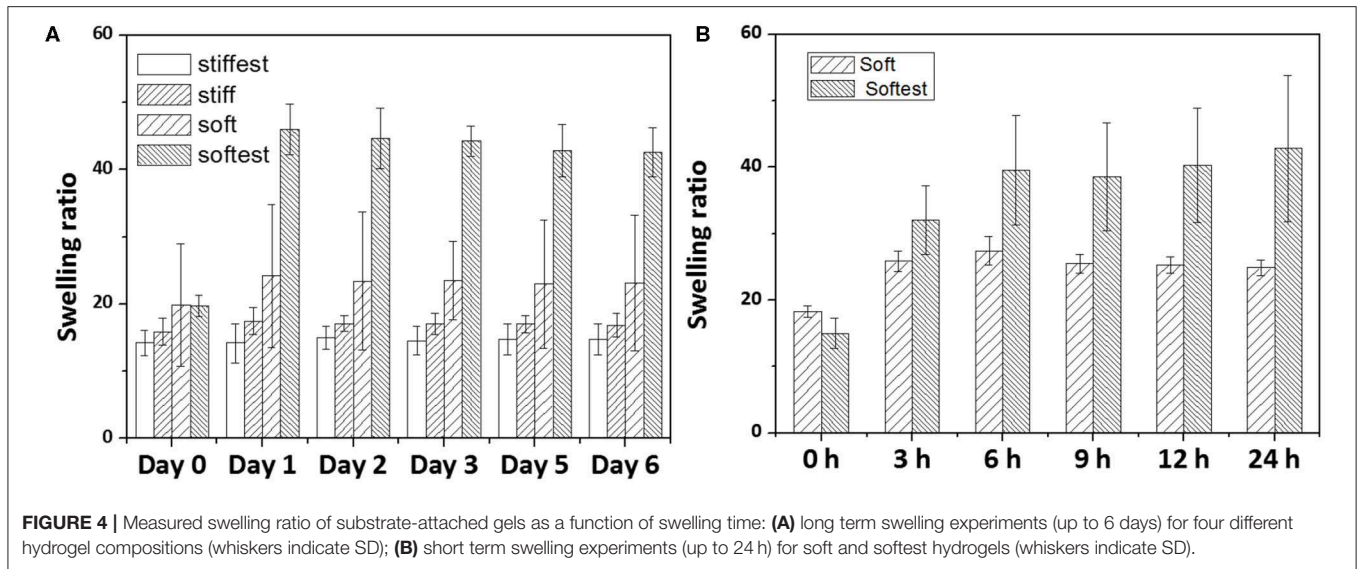 A
60
40
20
0
Swelling ratio
stiffest
stiff
soft
softest
Day 0 Day 1 Day 2 Day 3 Day 5 Day 6
B
60
40
20
0
Swelling ratio
Soft
Softest
0 h 3 h 6 h 9 h 12 h 24 h
FIGURE 4 | Measured swelling ratio of substrate-attached gels as a function of swelling time: (A) long term swelling experiments (up to 6 days) for four different
hydrogel compositions (whiskers indicate SD); (B) short term swelling experiments (up to 24 h) for soft and softest hydrogels (whiskers indicate SD).